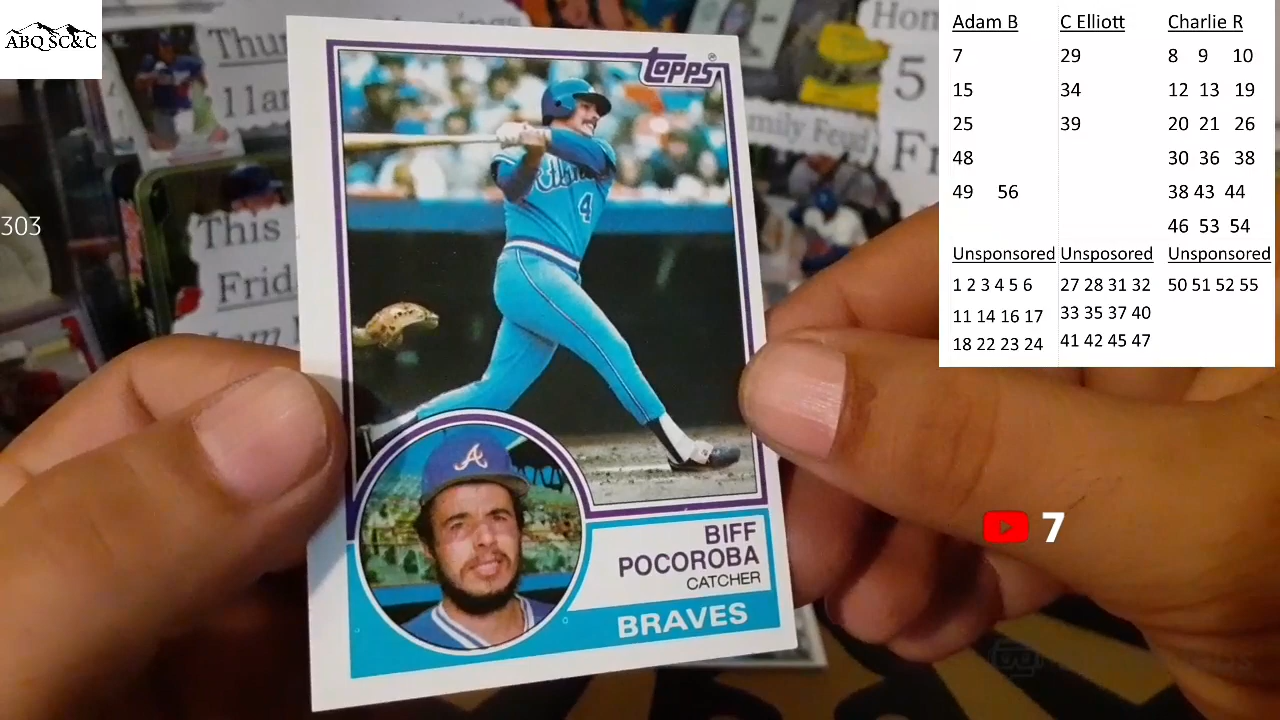 ABQ SC&C
Thur
11am
This
Frid
303
Hom
5
Fr
mily Feud
topps
Atlan
4
A
BIFF
POCOROBA
CATCHER
BRAVES
7
Adam B
7
15
25
48
49 56
C Elliott
29
34
39
Charlie R
8 9 10
12 13 19
20 21 26
30 36 38
38 43 44
46 53 54
Unsponsored
1 2 3 4 5 6
11 14 16 17
18 22 23 24
Unsposored
27 28 31 32
33 35 37 40
41 42 45 47
Unsponsored
50 51 52 55